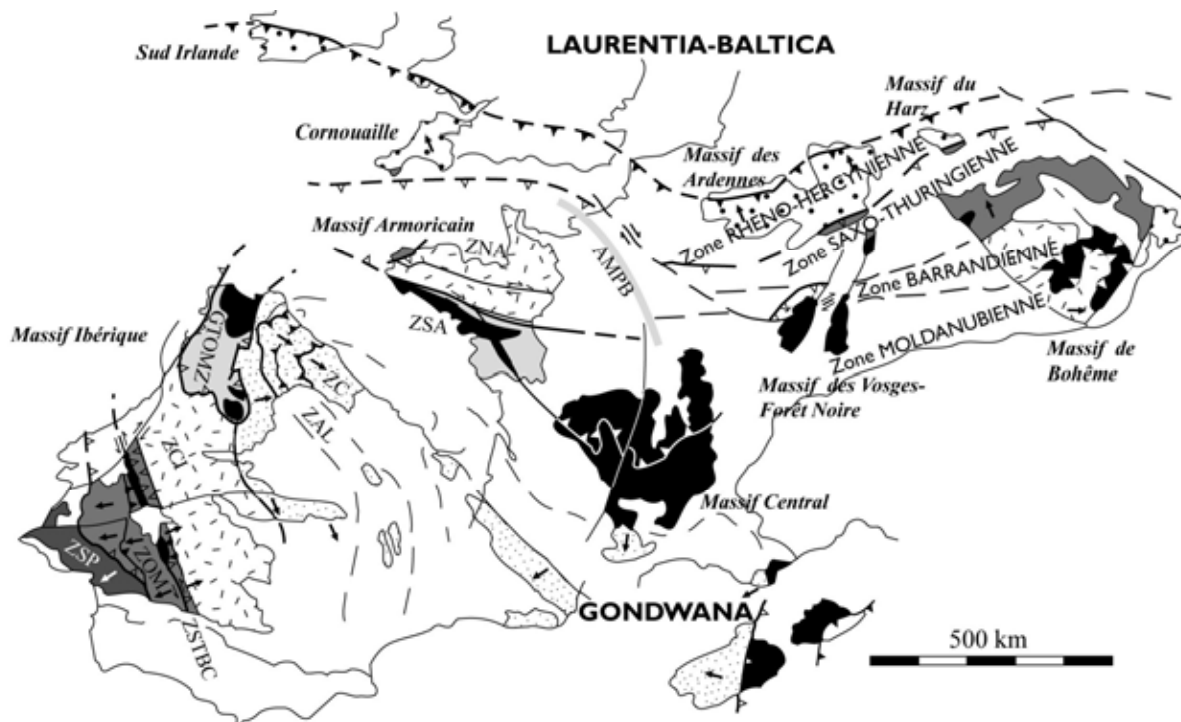 LAURENTIA-BALTICA
Sud Irlande
Massif du
Harz
Cornouaille
Massif des
Ardennes
Zone RHENO-HERCYNIENNE
Zone SAXO-THURINGIENNE
Massif Armoricain
ZNA
AMPB
Zone BARRANDIENNE
ZSA
Massif Ibérique
GTOMZ
Zone MOLDANUBIENNE
ZC
Massif de
Bohême
Massif des Vosges-
Forêt Noire
ZAL
ZCI
Massif Central
ZSP
ZOM
GONDWANA
ZSTBC
500 km